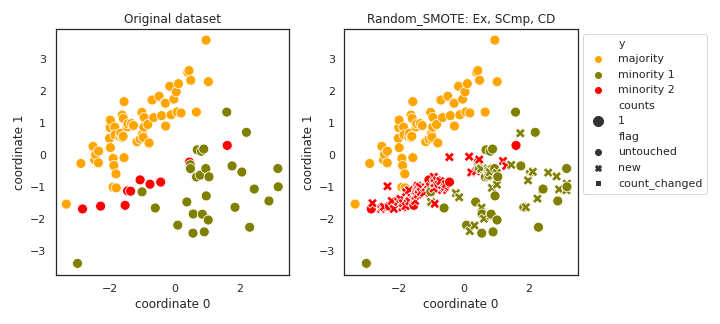 Original dataset
coordinate 1
3
2
1
0
−1
−2
−3
−2
0
2
coordinate 0
Random_SMOTE: Ex, SCmp, CD
coordinate 1
3
2
1
0
−1
−2
−3
−2
0
2
coordinate 0
y
majority
minority 1
minority 2
counts
1
flag
untouched
new
count_changed